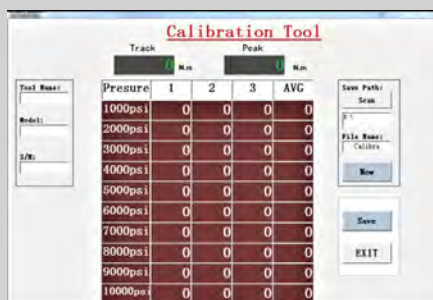 Calibration Tool
Track Peak
0 N.m 0 N.m
Tool Name:
Model:
S/N:
Presure 1 2 3 AVG
1000psi 0 0 0 0
2000psi 0 0 0 0
3000psi 0 0 0 0
4000psi 0 0 0 0
5000psi 0 0 0 0
6000psi 0 0 0 0
7000psi 0 0 0 0
8000psi 0 0 0 0
9000psi 0 0 0 0
10000psi 0 0 0 0
Save Path:
Scan
File Name:
Calibra
New
Save
EXIT